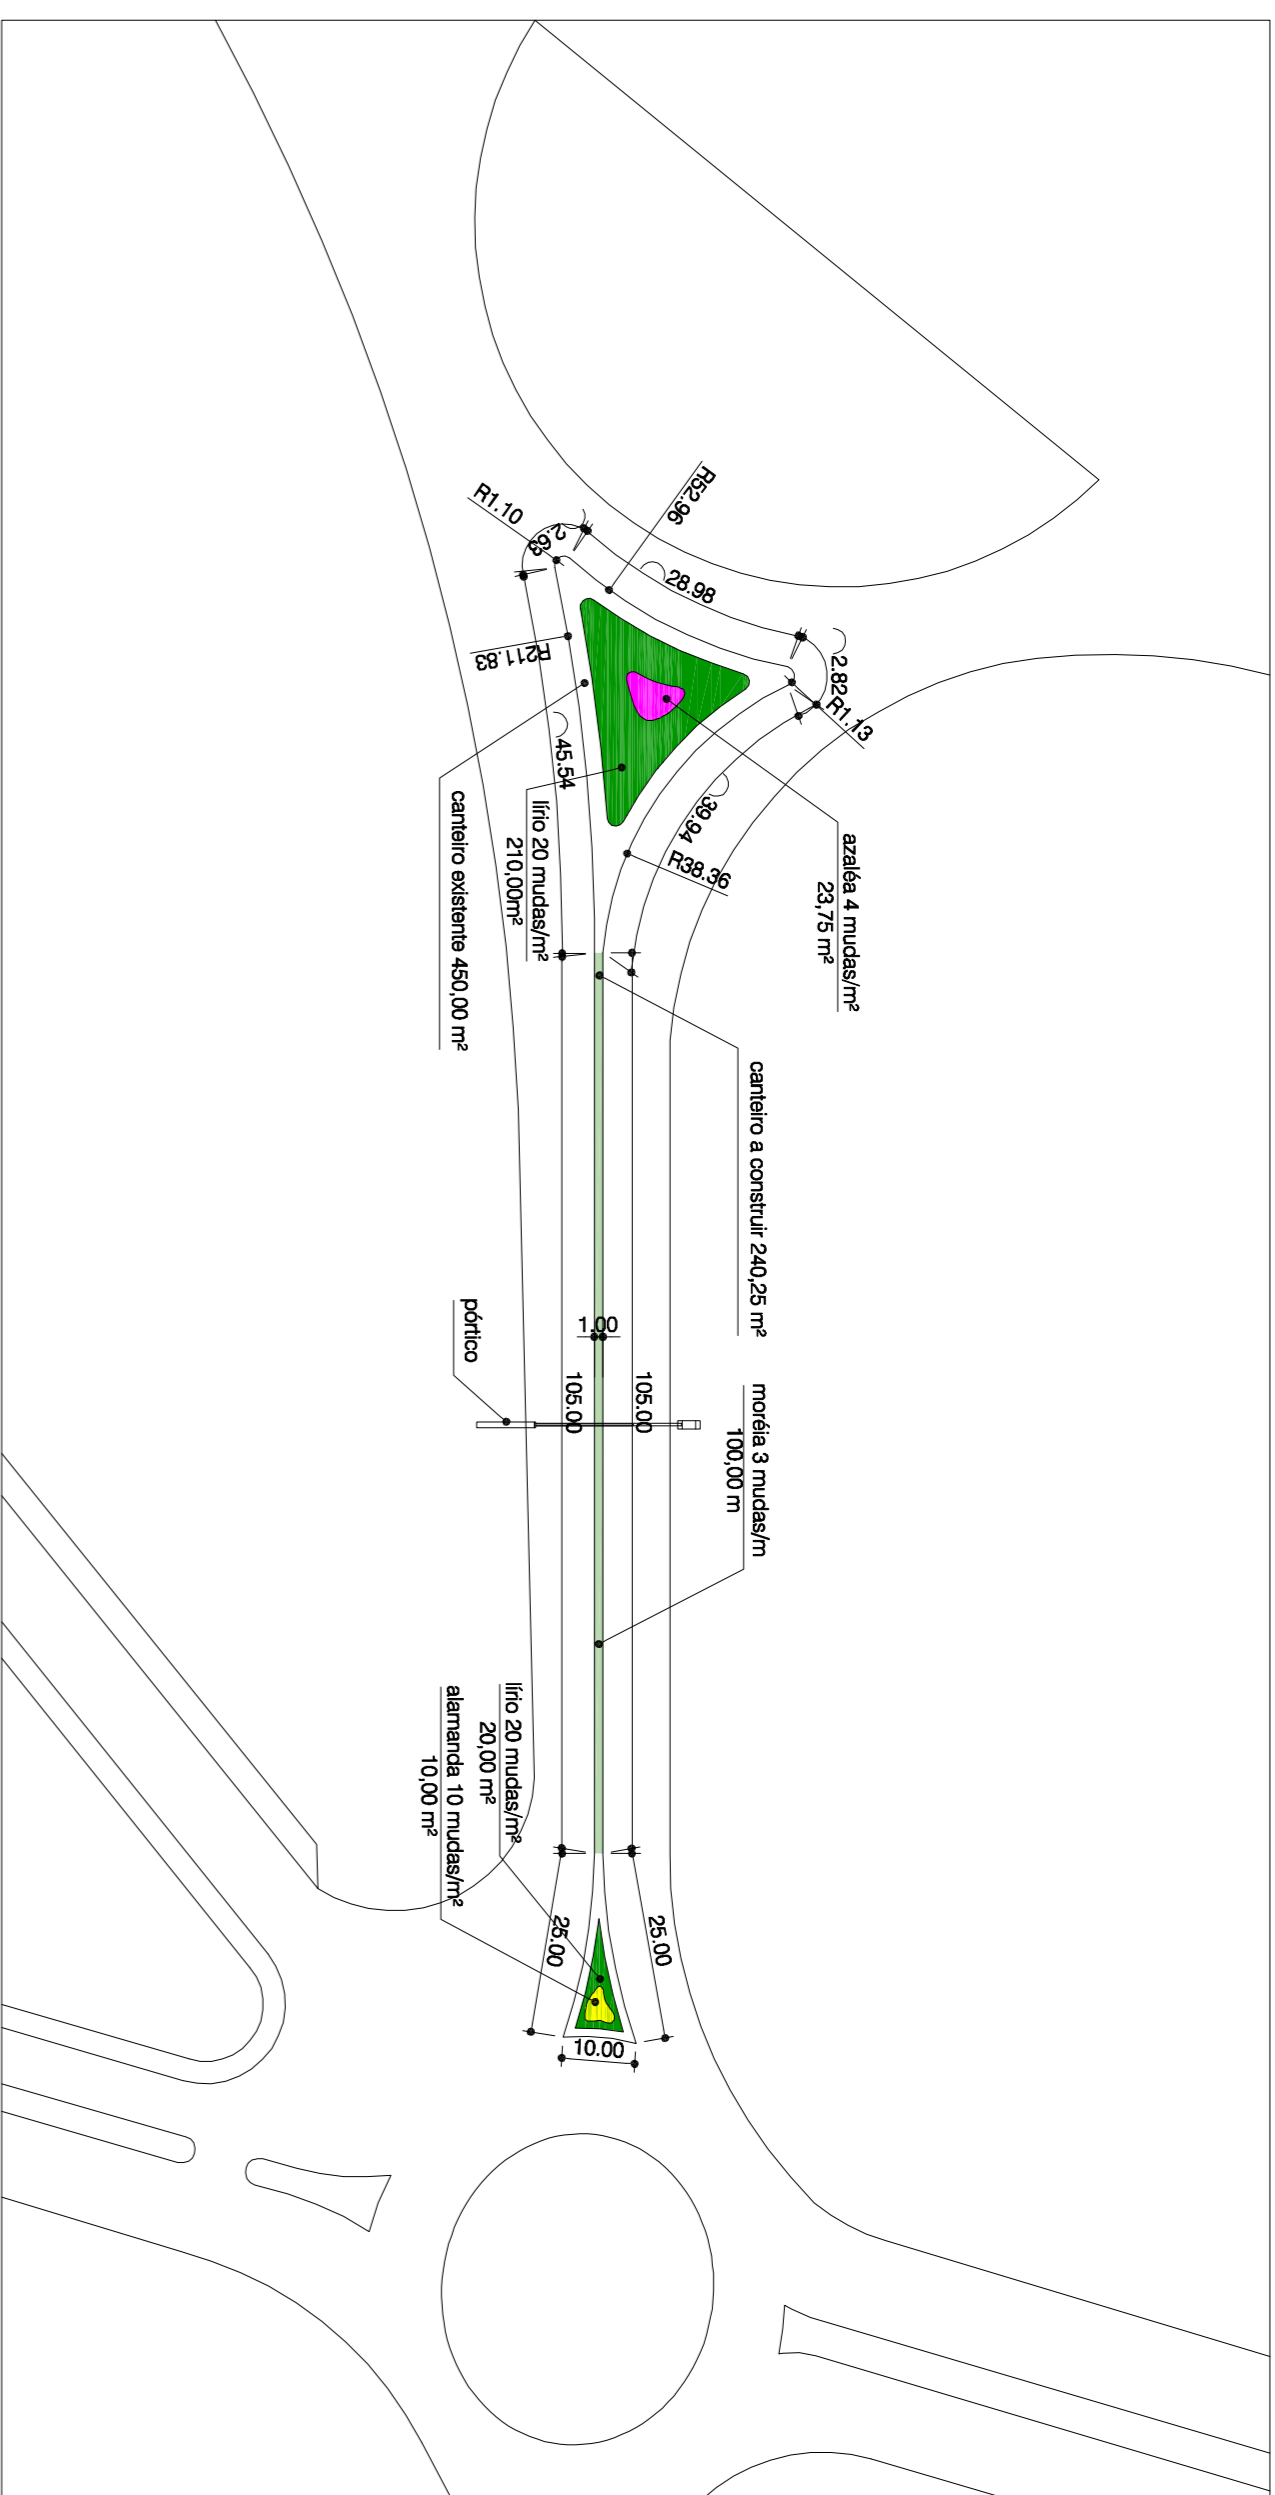 R52.96
R1.10
2.63
28.98
2.82
R1.13
R211.83
45.54
39.94
R38.36
azaléa 4 mudas/m²
23,75 m²
lírio 20 mudas/m²
210,00m²
canteiro existente 450,00 m²
canteiro a construir 240,25 m²
pórtico
1.00
105.00
105.00
moréia 3 mudas/m
100,00 m
lírio 20 mudas/m²
20,00 m²
alamanda 10 mudas/m²
10,00 m²
25.00
25.00
10.00